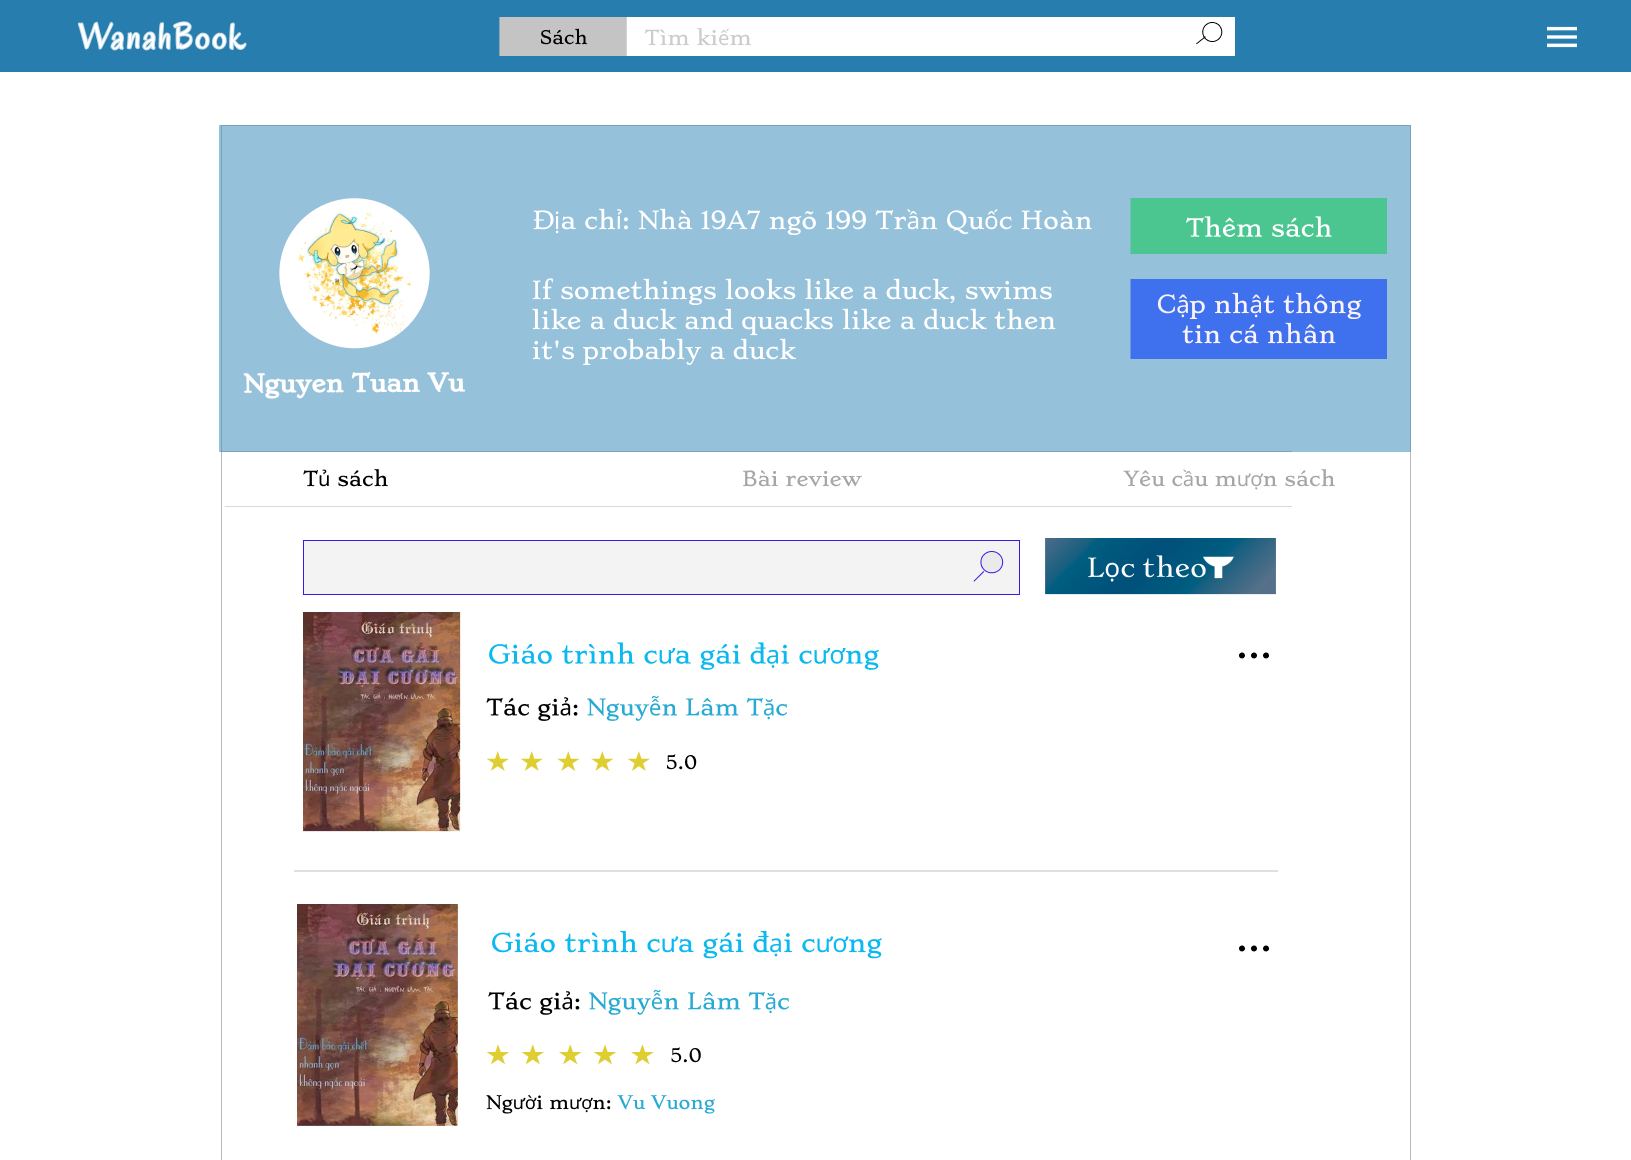 WanahBook
Sách
Tìm kiếm
Địa chỉ: Nhà 19A7 ngõ 199 Trần Quốc Hoàn
Thêm sách
If somethings looks like a duck, swims
like a duck and quacks like a duck then
it's probably a duck
Cập nhật thông
tin cá nhân
Nguyen Tuan Vu
Tủ sách
Bài review
Yêu cầu mượn sách
Lọc theo
Giáo trình
CƯA GÁI
ĐẠI CƯƠNG
TÁC GIẢ : NGUYỄN LÂM TẶC
Đảm bảo gái chết
nhanh gọn
không ngắc ngoải
Giáo trình cưa gái đại cương
Tác giả: Nguyễn Lâm Tặc
5.0
Giáo trình
CƯA GÁI
ĐẠI CƯƠNG
TÁC GIẢ : NGUYỄN LÂM TẶC
Đảm bảo gái chết
nhanh gọn
không ngắc ngoải
Giáo trình cưa gái đại cương
Tác giả: Nguyễn Lâm Tặc
5.0
Người mượn: Vu Vuong